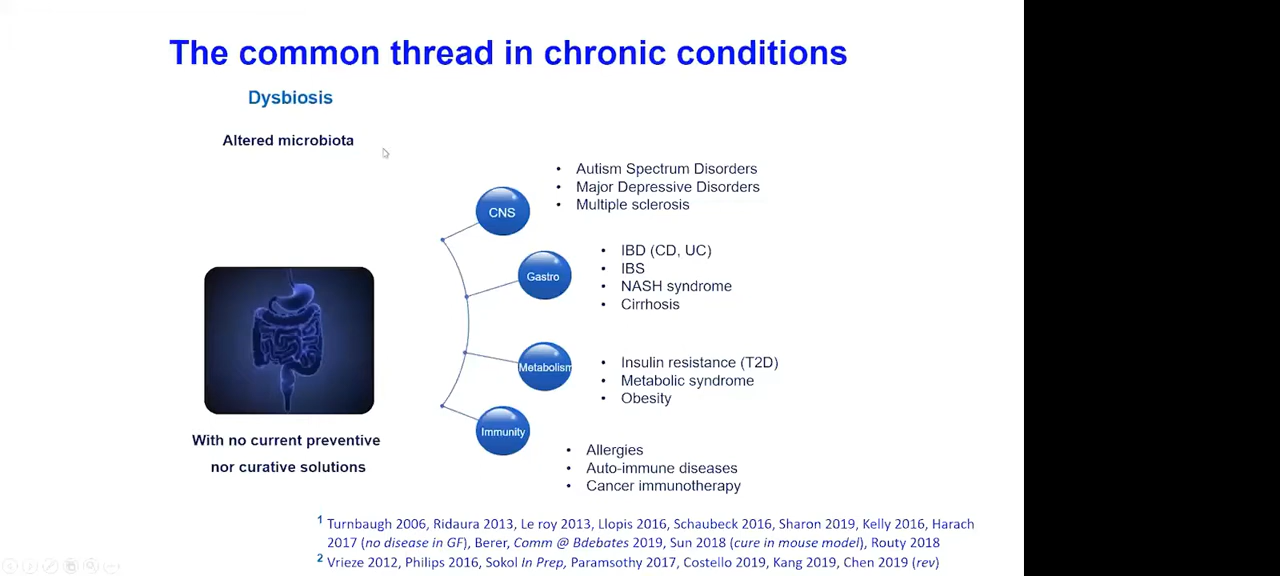 The common thread in chronic conditions
Dysbiosis
Altered microbiota
CNS
• Autism Spectrum Disorders
• Major Depressive Disorders
• Multiple sclerosis
Gastro
• IBD (CD, UC)
• IBS
• NASH syndrome
• Cirrhosis
Metabolism
• Insulin resistance (T2D)
• Metabolic syndrome
• Obesity
Immunity
• Allergies
• Auto-immune diseases
• Cancer immunotherapy
With no current preventive
nor curative solutions
1 Turnbaugh 2006, Ridaura 2013, Le roy 2013, Llopis 2016, Schaubeck 2016, Sharon 2019, Kelly 2016, Harach
2017 (no disease in GF), Berer, Comm @ Bdebates 2019, Sun 2018 (cure in mouse model), Routy 2018
2 Vrieze 2012, Philips 2016, Sokol In Prep, Paramsothy 2017, Costello 2019, Kang 2019, Chen 2019 (rev)